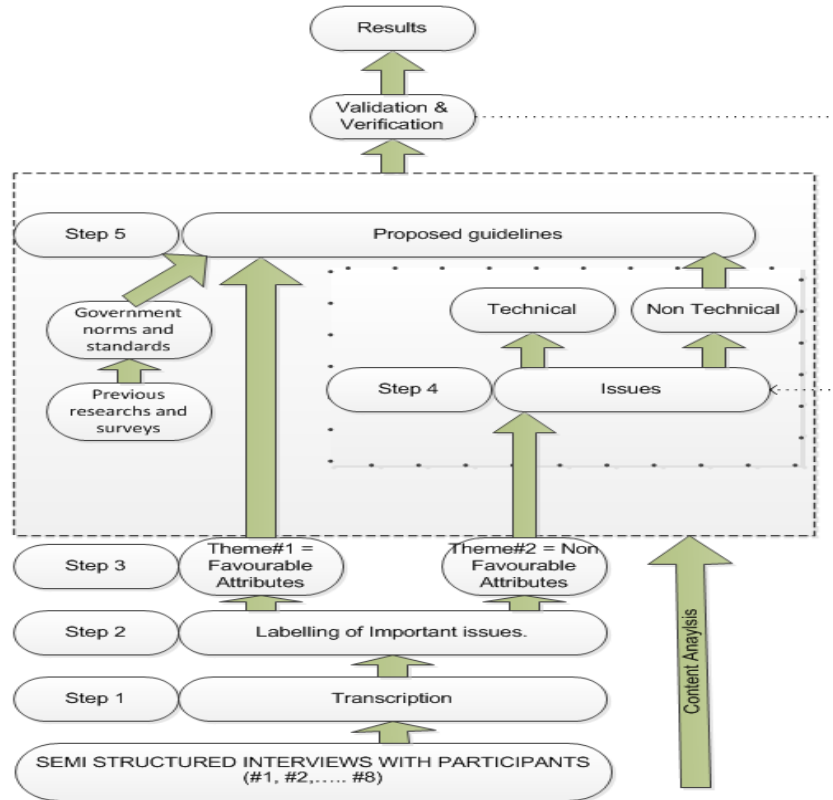 Results
Validation &
Verification
Step 5
Proposed guidelines
Government
norms and
standards
Technical
Non Technical
Previous
researchs and
surveys
Step 4
Issues
Step 3
Theme#1 =
Favourable
Attributes
Theme#2 = Non
Favourable
Attributes
Step 2
Labelling of Important issues.
Content Anaylsis
Step 1
Transcription
SEMI STRUCTURED INTERVIEWS WITH PARTICIPANTS
(#1, #2,..... #8)